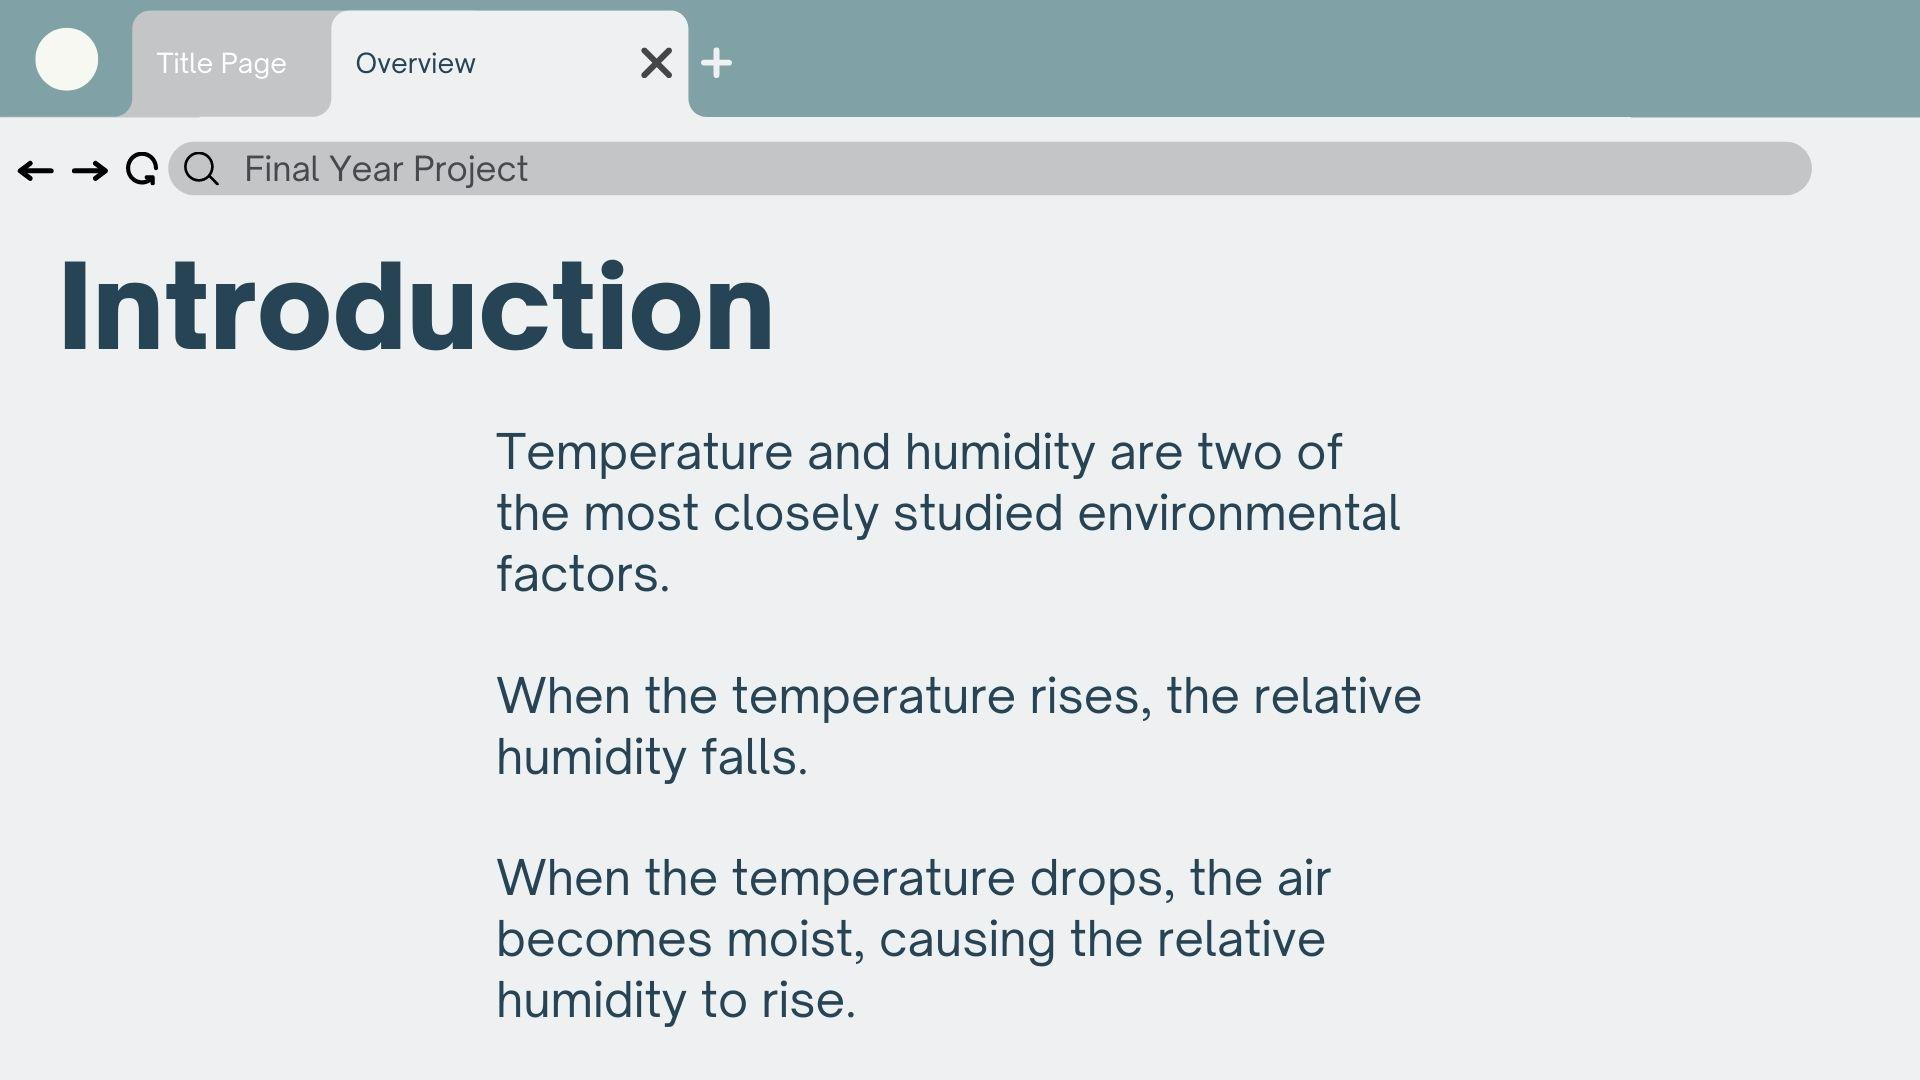 Title Page
Overview
Final Year Project
Introduction
Temperature and humidity are two of
the most closely studied environmental
factors.
When the temperature rises, the relative
humidity falls.
When the temperature drops, the air
becomes moist, causing the relative
humidity to rise.